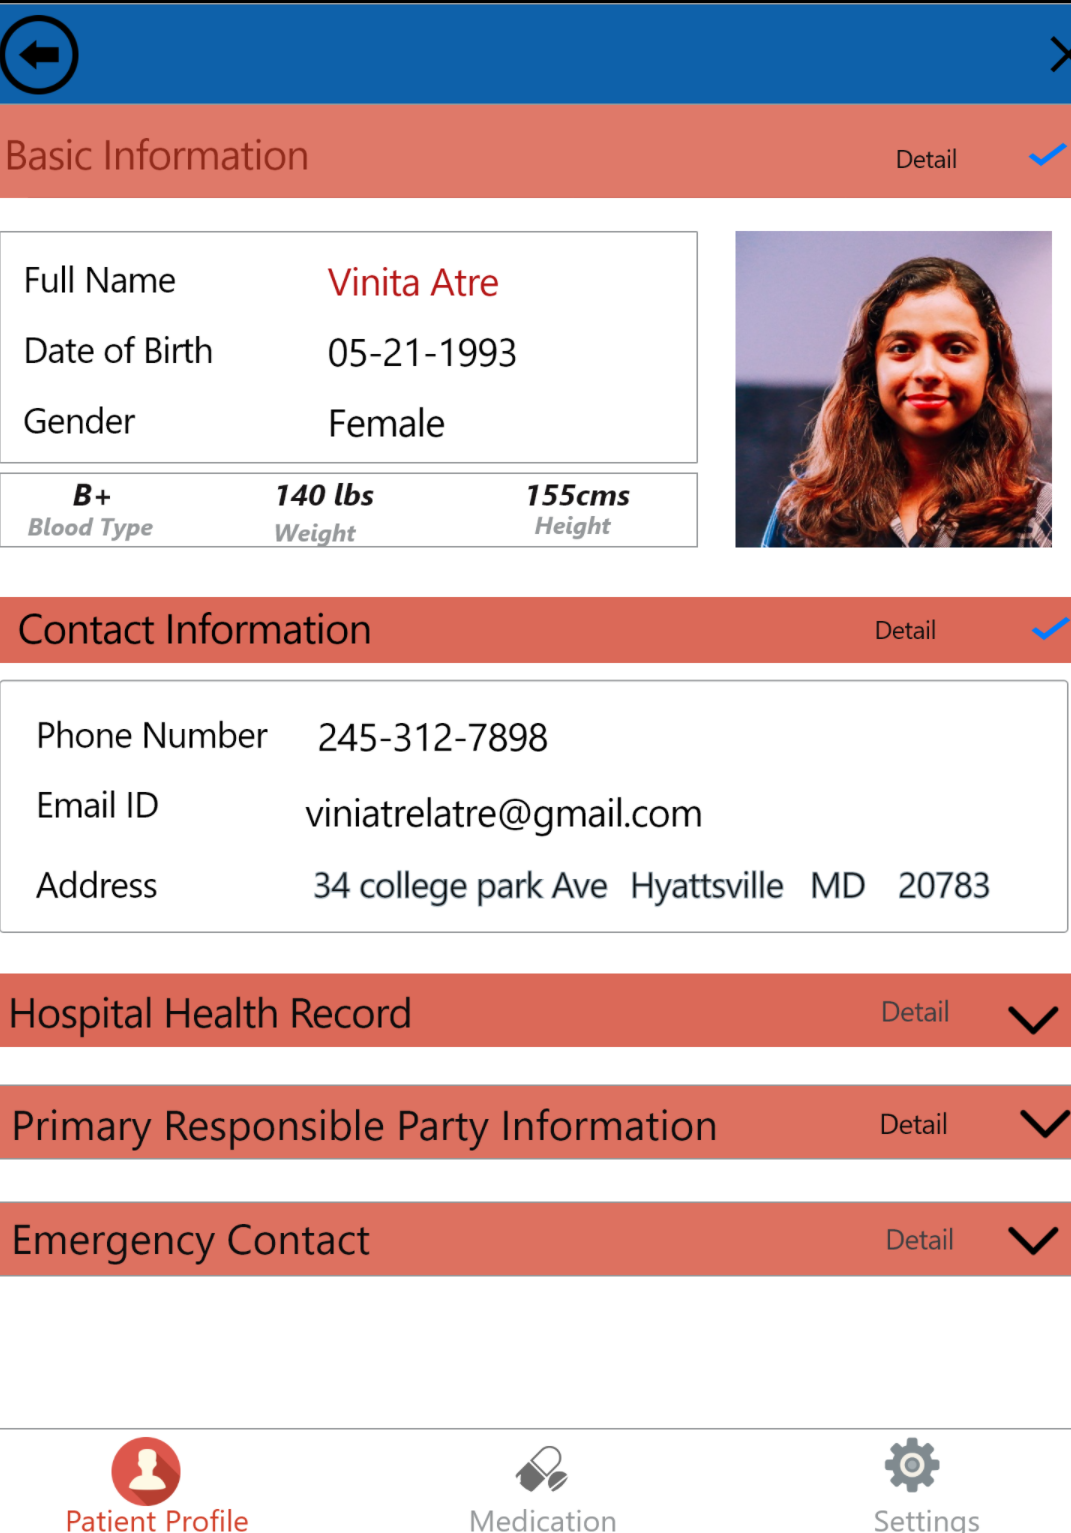 Basic Information Detail
Full Name Vinita Atre
Date of Birth 05-21-1993
Gender Female
B+ 140 lbs 155cms
Blood Type Weight Height
Contact Information Detail
Phone Number 245-312-7898
Email ID viniatrelatre@gmail.com
Address 34 college park Ave Hyattsville MD 20783
Hospital Health Record Detail
Primary Responsible Party Information Detail
Emergency Contact Detail
Patient Profile Medication Settings